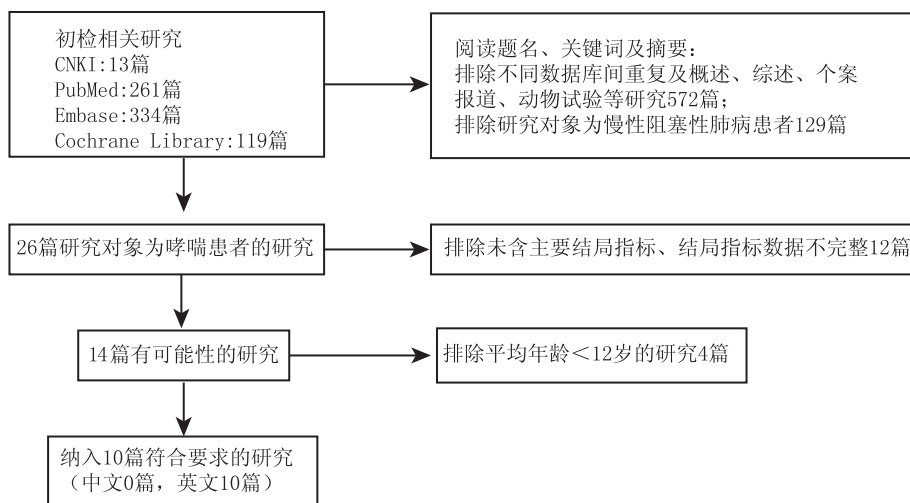 初检相关研究
CNKI:13篇
PubMed:261篇
Embase:334篇
Cochrane Library:119篇
阅读题名、关键词及摘要：
排除不同数据库间重复及概述、综述、个案
报道、动物试验等研究572篇；
排除研究对象为慢性阻塞性肺病患者129篇
26篇研究对象为哮喘患者的研究
排除未含主要结局指标、结局指标数据不完整12篇
14篇有可能性的研究
排除平均年龄＜12岁的研究4篇
纳入10篇符合要求的研究
（中文0篇，英文10篇）